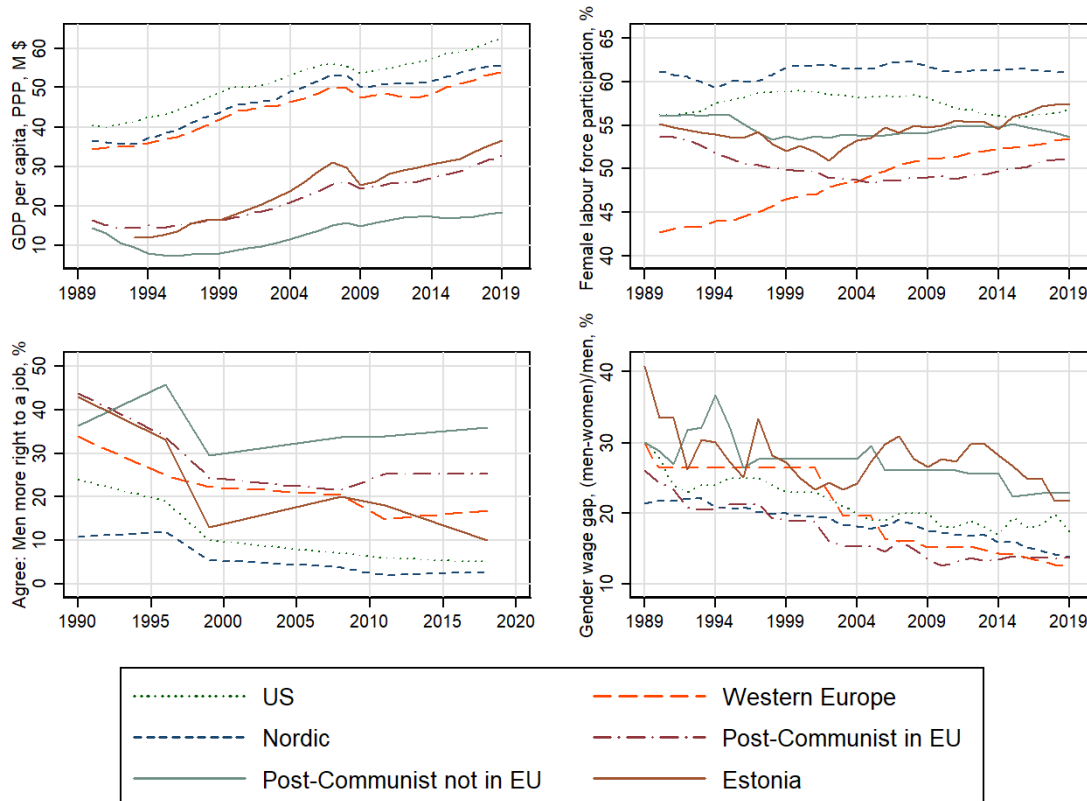 GDP per capita, PPP, M $
60
50
40
30
20
10
1989 1994 1999 2004 2009 2014 2019
Female labour force participation, %
65
60
55
50
45
40
1989 1994 1999 2004 2009 2014 2019
Agree: Men more right to a job, %
50
40
30
20
10
0
1990 1995 2000 2005 2010 2015 2020
Gender wage gap, (men-women)/men, %
40
30
20
10
1989 1994 1999 2004 2009 2014 2019
US Western Europe
Nordic Post-Communist in EU
Post-Communist not in EU Estonia